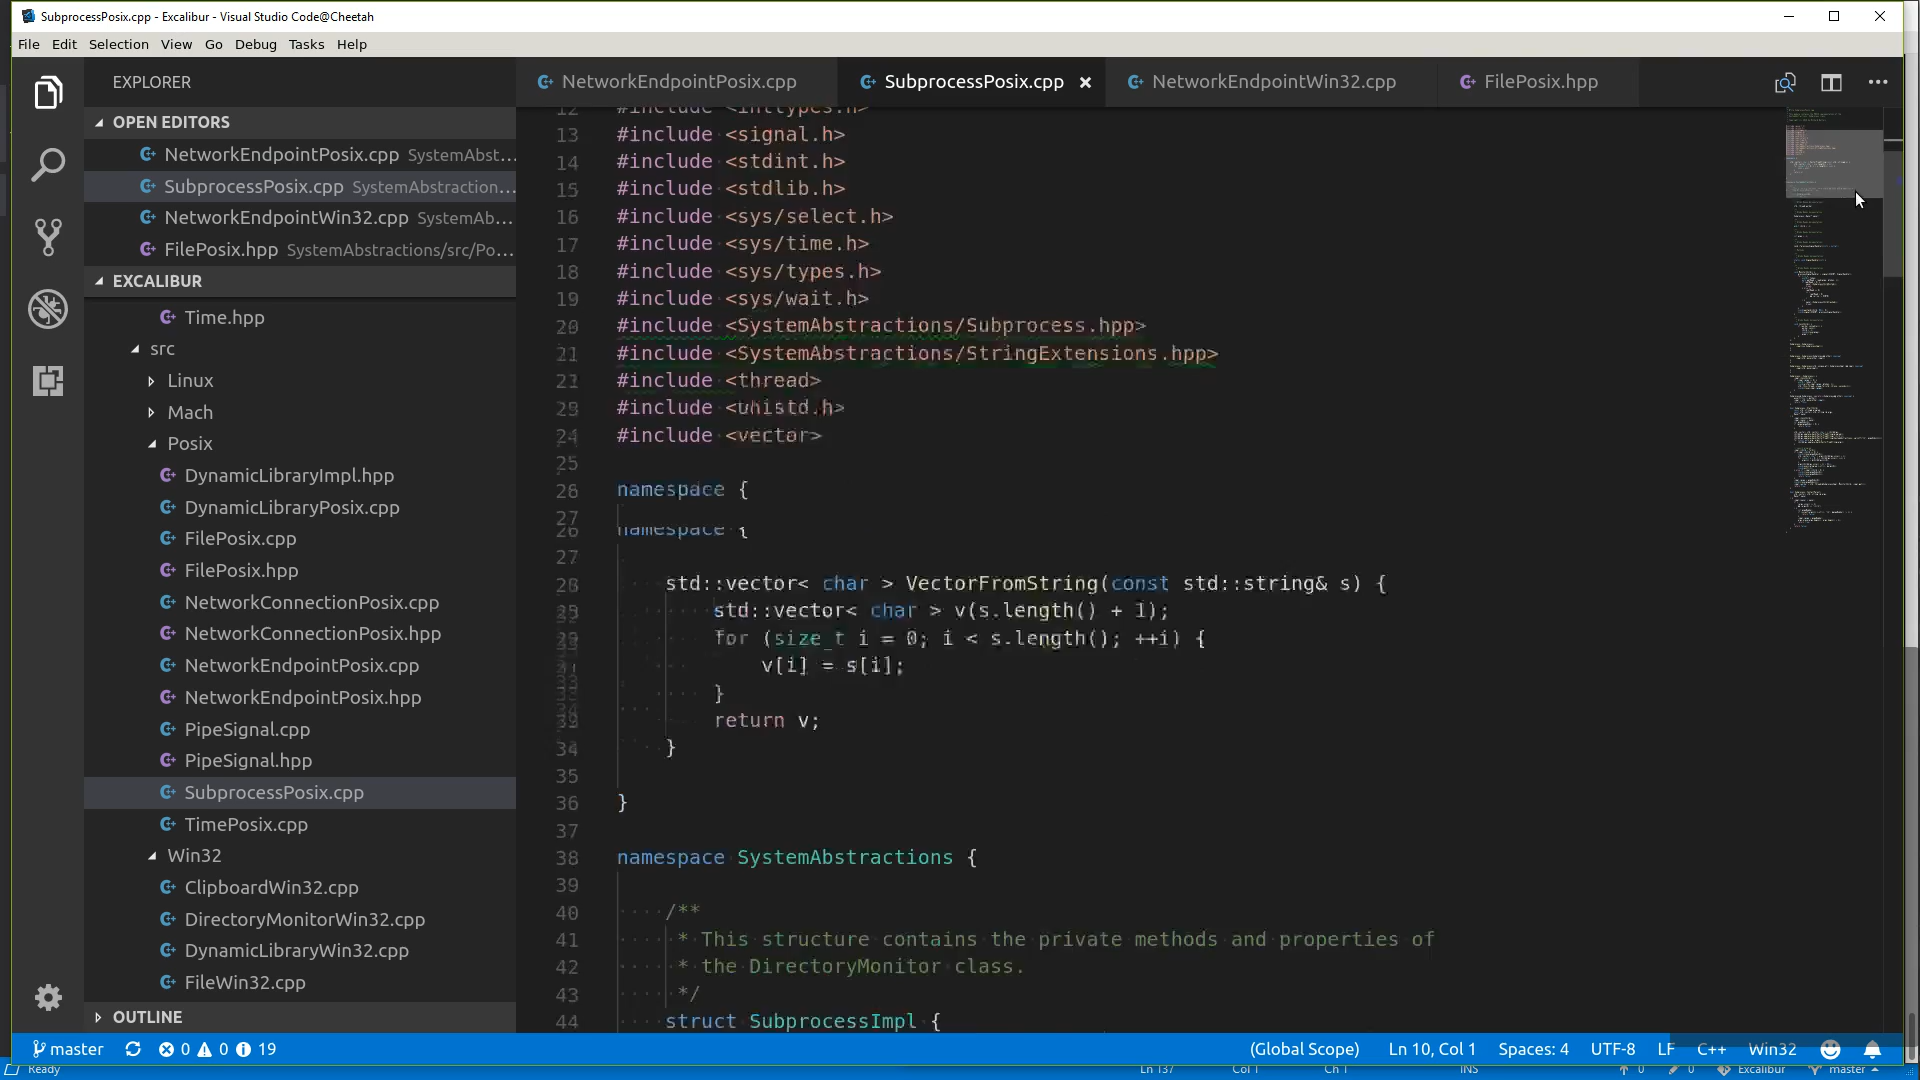 SubprocessPosix.cpp - Excalibur - Visual Studio Code@Cheetah
File Edit Selection View Go Debug Tasks Help
EXPLORER
NetworkEndpointPosix.cpp
SubprocessPosix.cpp
NetworkEndpointWin32.cpp
FilePosix.hpp
OPEN EDITORS
NetworkEndpointPosix.cpp SystemAbst...
SubprocessPosix.cpp SystemAbstraction...
NetworkEndpointWin32.cpp SystemAb...
FilePosix.hpp SystemAbstractions/src/Po...
EXCALIBUR
Time.hpp
src
Linux
Mach
Posix
DynamicLibraryImpl.hpp
DynamicLibraryPosix.cpp
FilePosix.cpp
FilePosix.hpp
NetworkConnectionPosix.cpp
NetworkConnectionPosix.hpp
NetworkEndpointPosix.cpp
NetworkEndpointPosix.hpp
PipeSignal.cpp
PipeSignal.hpp
SubprocessPosix.cpp
TimePosix.cpp
Win32
ClipboardWin32.cpp
DirectoryMonitorWin32.cpp
DynamicLibraryWin32.cpp
FileWin32.cpp
OUTLINE
12 #include <inttypes.h>
13 #include <signal.h>
14 #include <stdint.h>
15 #include <stdlib.h>
16 #include <sys/select.h>
17 #include <sys/time.h>
18 #include <sys/types.h>
19 #include <sys/wait.h>
20 #include <SystemAbstractions/Subprocess.hpp>
21 #include <SystemAbstractions/StringExtensions.hpp>
#include <thread>
#include <unistd.h>
24 #include <vector>
25
26 namespace {
27
26 namespace {
27
28 std::vector< char > VectorFromString(const std::string& s) {
std::vector< char > v(s.length() + 1);
for (size_t i = 0; i < s.length(); ++i) {
v[i] = s[i];
}
return v;
34 }
35
36 }
37
38 namespace SystemAbstractions {
39
40 /**
41 * This structure contains the private methods and properties of
42 * the DirectoryMonitor class.
43 */
44 struct SubprocessImpl {
master 0 0 19 (Global Scope) Ln 10, Col 1 Spaces: 4 UTF-8 LF C++ Win32
Ready Ln 137 Col 1 Ch 1 INS 0 0 Excalibur master